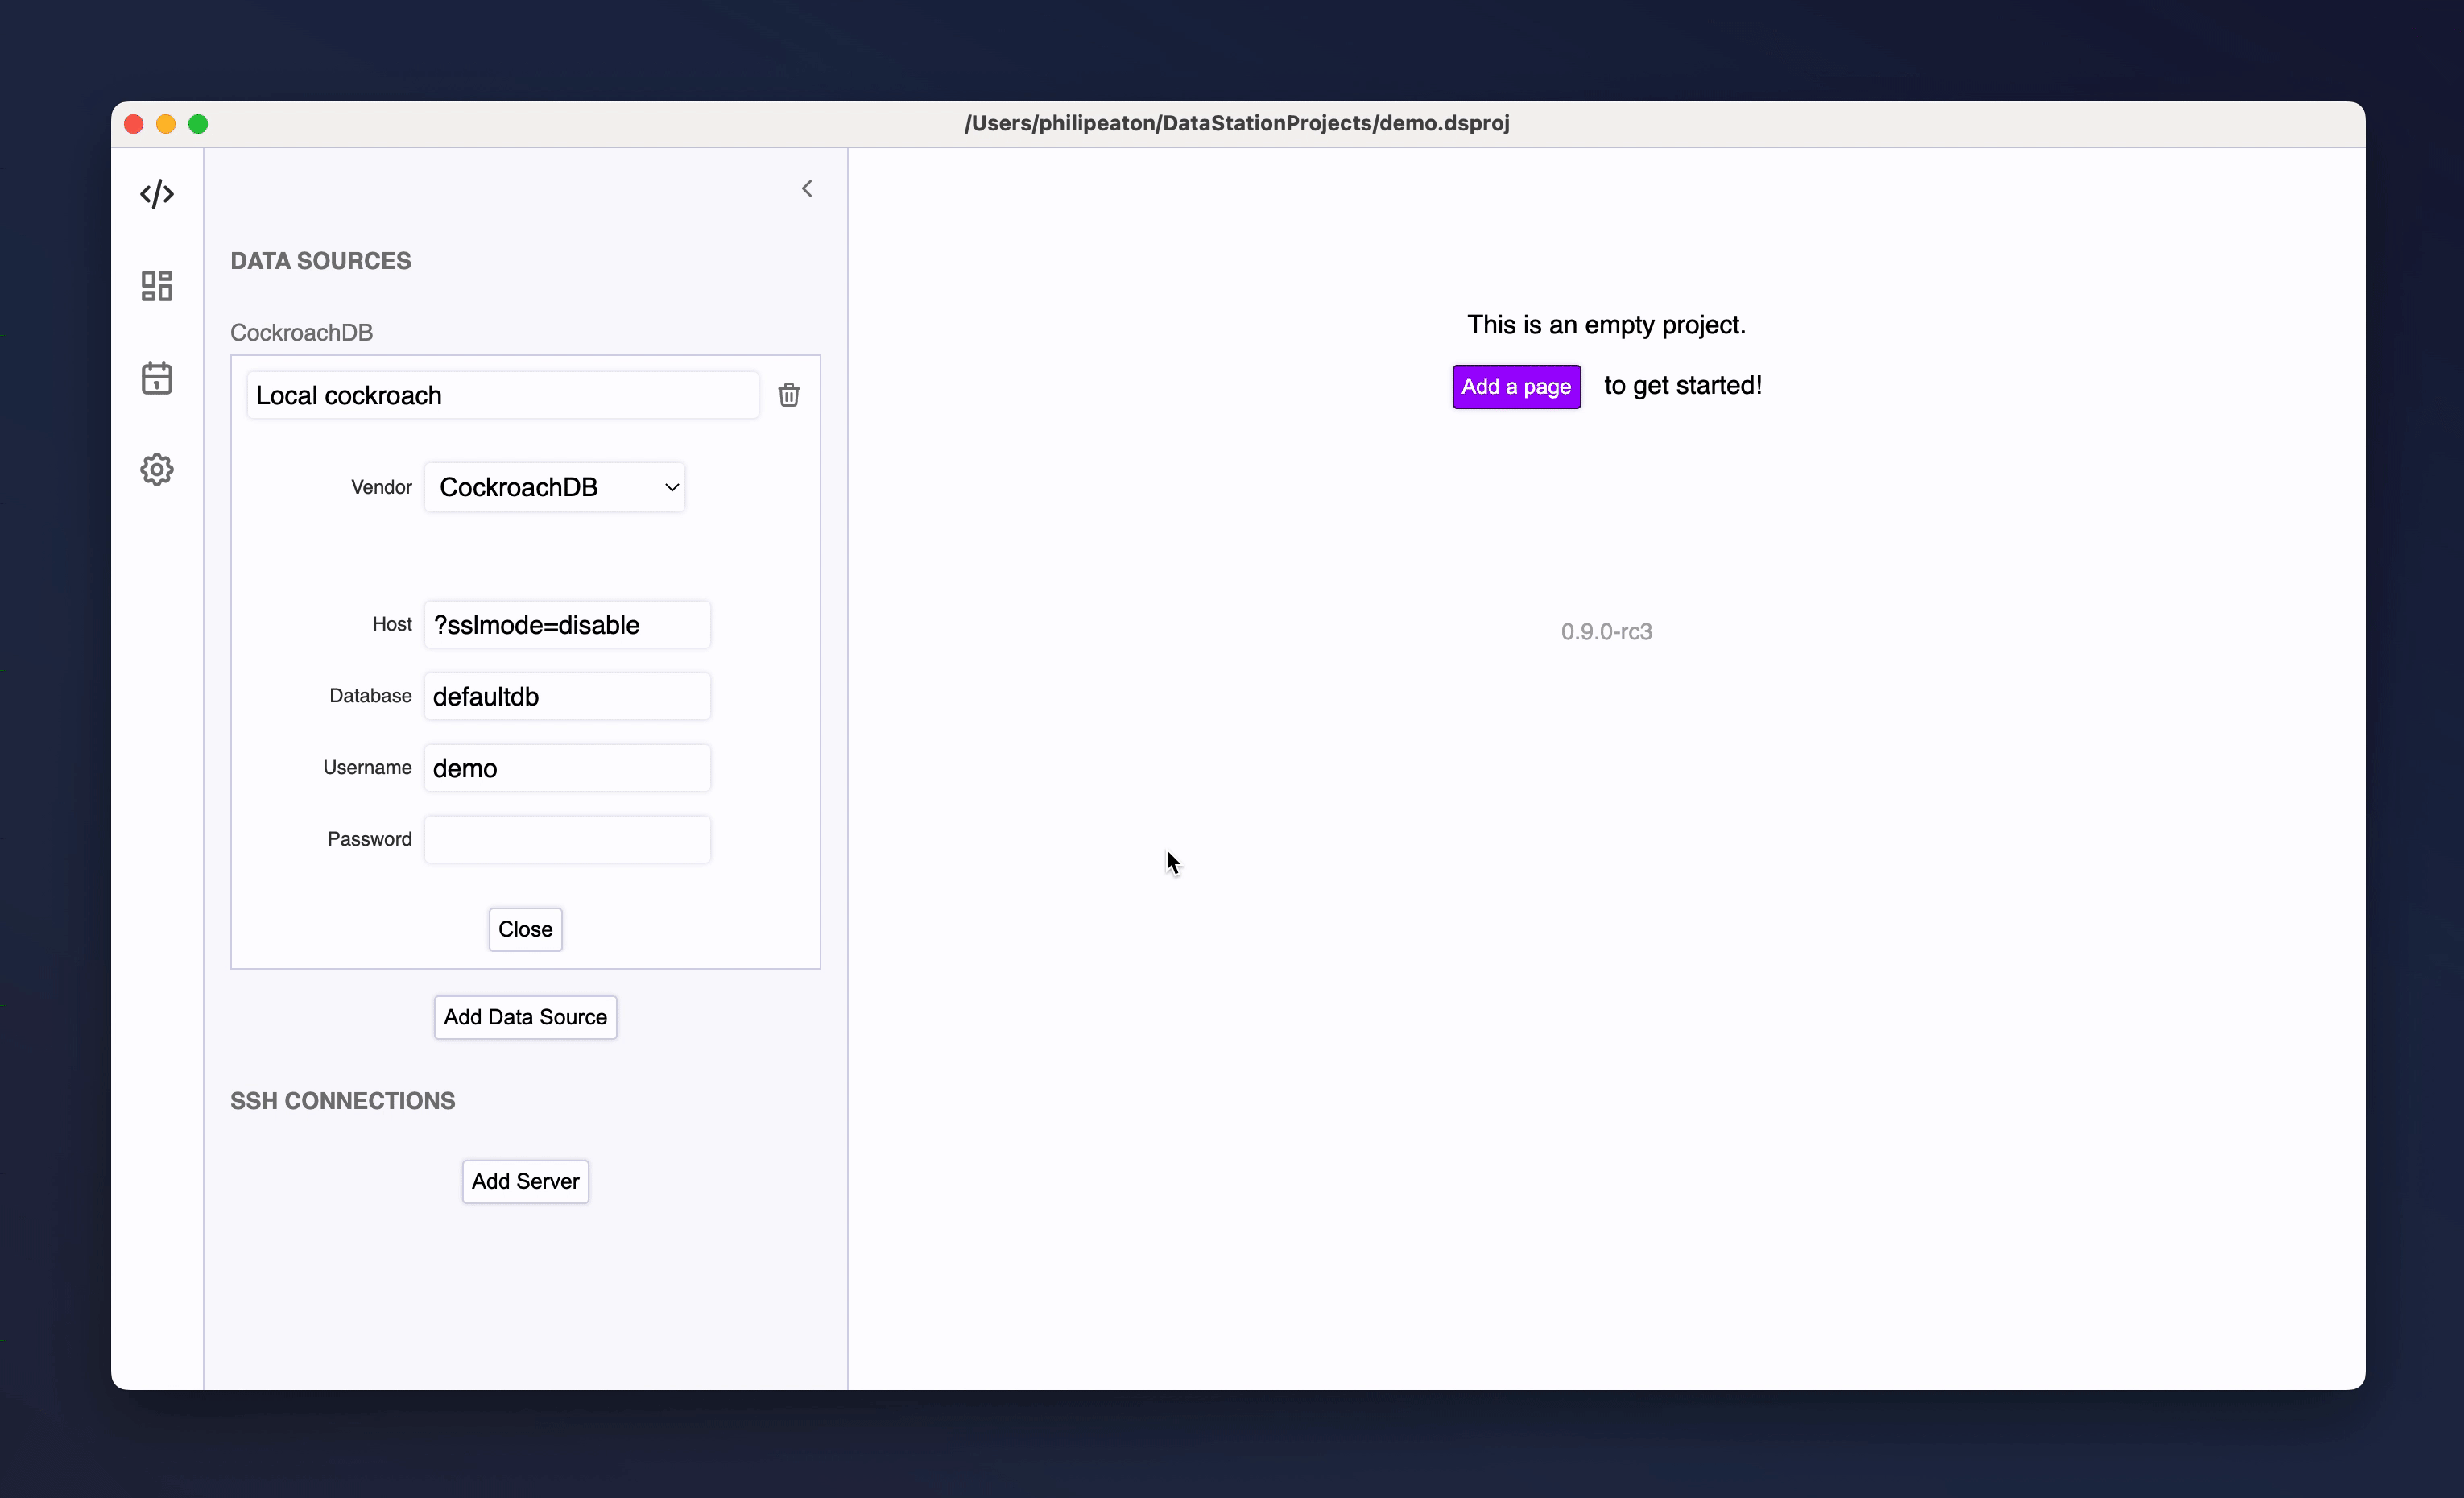 /Users/philipeaton/DataStationProjects/demo.dsproj
DATA SOURCES
CockroachDB
Local cockroach
Vendor CockroachDB
Host ?sslmode=disable
Database defaultdb
Username demo
Password
Close
Add Data Source
SSH CONNECTIONS
Add Server
This is an empty project.
Add a page to get started!
0.9.0-rc3